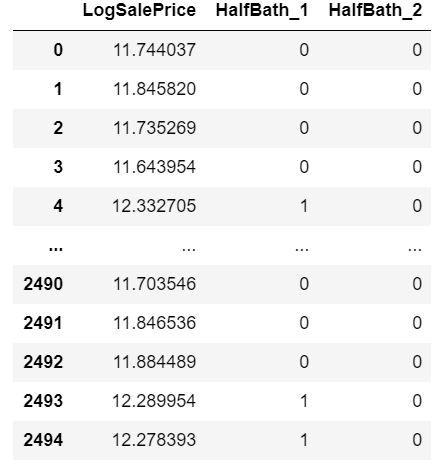 LogSalePrice HalfBath_1 HalfBath_2
0 11.744037 0 0
1 11.845820 0 0
2 11.735269 0 0
3 11.643954 0 0
4 12.332705 1 0
... ... ... ...
2490 11.703546 0 0
2491 11.846536 0 0
2492 11.884489 0 0
2493 12.289954 1 0
2494 12.278393 1 0